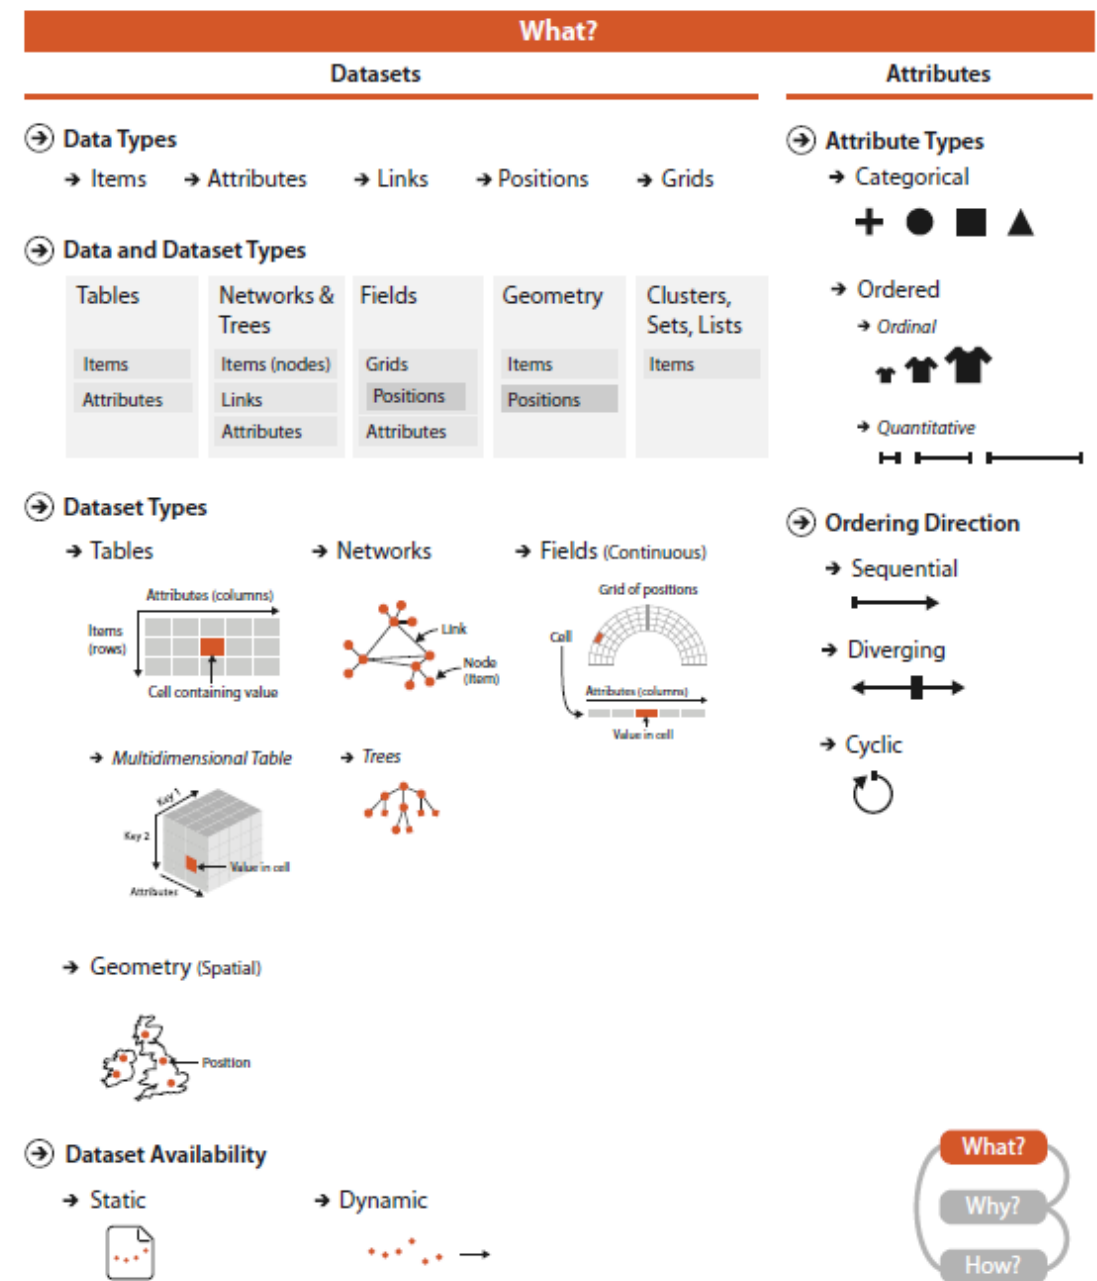 What?
Datasets
Attributes
Data Types
Items
Attributes
Links
Positions
Grids
Data and Dataset Types
Tables
Items
Attributes
Networks &
Trees
Items (nodes)
Links
Attributes
Fields
Grids
Positions
Attributes
Geometry
Items
Positions
Clusters,
Sets, Lists
Items
Dataset Types
Tables
Attributes (columns)
Items
(rows)
Cell containing value
Networks
Link
Node
(Item)
Fields (Continuous)
Grid of positions
Cell
Attributes (columns)
Value in cell
Multidimensional Table
Key 1
Key 2
Value in cell
Attributes
Trees
Geometry (Spatial)
Position
Dataset Availability
Static
Dynamic
Attribute Types
Categorical
Ordered
Ordinal
Quantitative
Ordering Direction
Sequential
Diverging
Cyclic
What?
Why?
How?